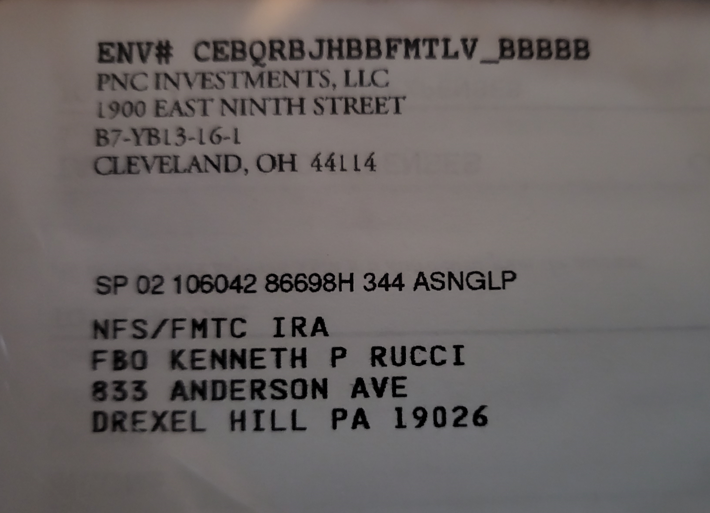 ENV# CEBQRBJHBBFMTLV_BBBBB
PNC INVESTMENTS, LLC
1900 EAST NINTH STREET
B7-YB13-16-1
CLEVELAND, OH 44114
SP 02 106042 86698H 344 ASNGLP
NFS/FMTC IRA
FBO KENNETH P RUCCI
833 ANDERSON AVE
DREXEL HILL PA 19026